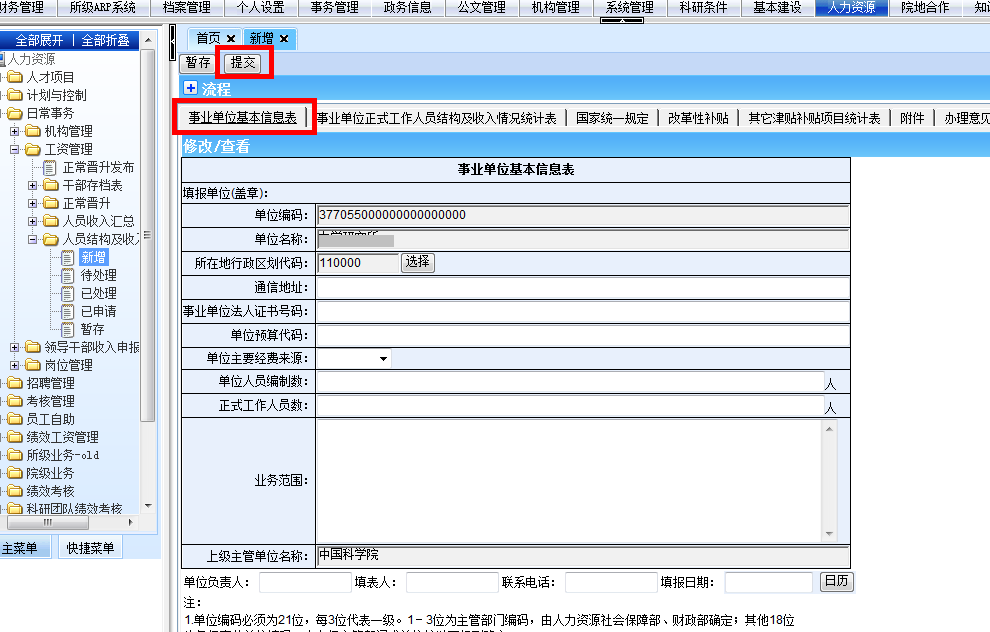 财务管理 所级ARP系统 档案管理 个人设置 事务管理 政务信息 公文管理 机构管理 系统管理 科研条件 基本建设 人力资源 院地合作
全部展开 | 全部折叠
人力资源
人才项目
计划与控制
日常事务
机构管理
工资管理
正常晋升发布
干部存档表
正常晋升
人员收入汇总
人员结构及收入
新增
待处理
已处理
已申请
暂存
领导干部收入申报
岗位管理
招聘管理
考核管理
员工自助
绩效工资管理
所级业务-old
院级业务
绩效考核
科研团队绩效考核
主菜单 快捷菜单
首页 × 新增 ×
暂存 提交
流程
事业单位基本信息表 | 事业单位正式工作人员结构及收入情况统计表 | 国家统一规定 | 改革性补贴 | 其它津贴补贴项目统计表 | 附件 | 办理意见
修改/查看
事业单位基本信息表
填报单位(盖章):
单位编码: 377055000000000000000
单位名称:
所在地行政区划代码: 110000 选择
通信地址:
事业单位法人证书号码:
单位预算代码:
单位主要经费来源:
单位人员编制数: 人
正式工作人员数: 人
业务范围:
上级主管单位名称: 中国科学院
单位负责人: 填表人: 联系电话: 填报日期: 日历
注:
1.单位编码必须为21位，每3位代表一级。1－3位为主管部门编码，由人力资源社会保障部、财政部确定；其他18位